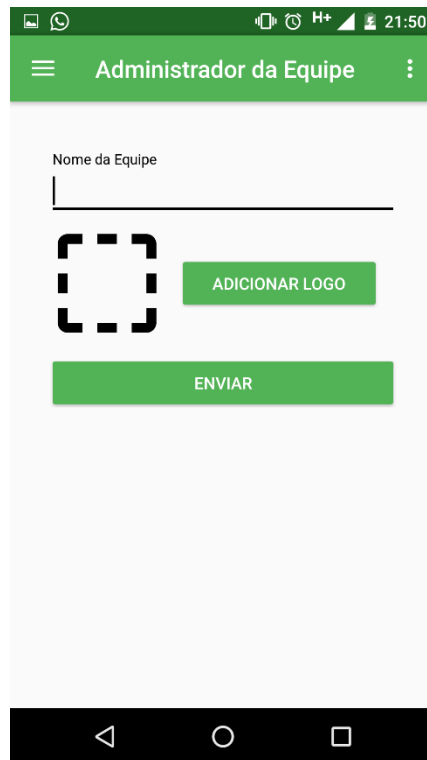 H+ 21:50
Administrador da Equipe
Nome da Equipe
ADICIONAR LOGO
ENVIAR